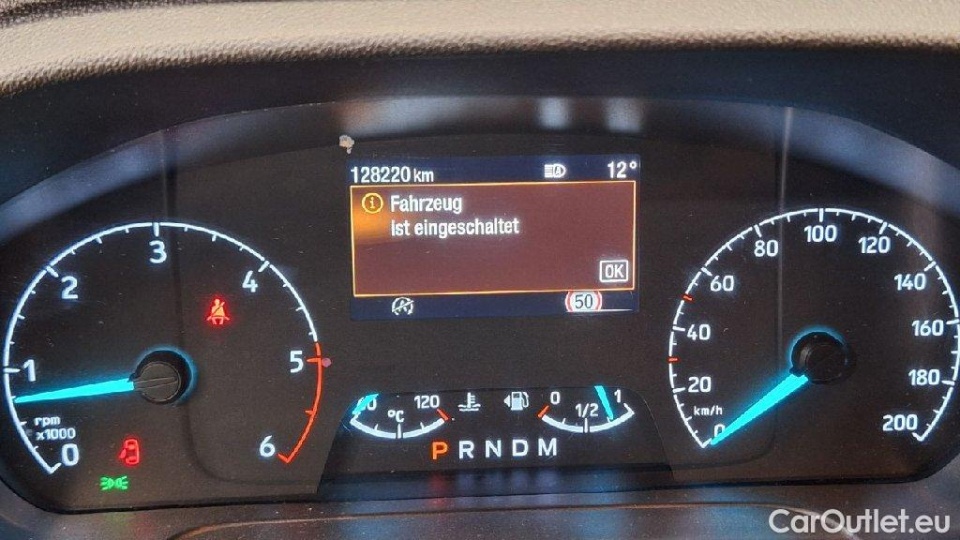 128220 km 12°
i Fahrzeug
ist eingeschaltet
OK
A 50
0 1 2 3 4 5 6
rpm
x1000
120
°C
0 1/2 1
P R N D M
0 20 40 60 80 100 120 140 160 180 200
km/h
CarOutlet.eu